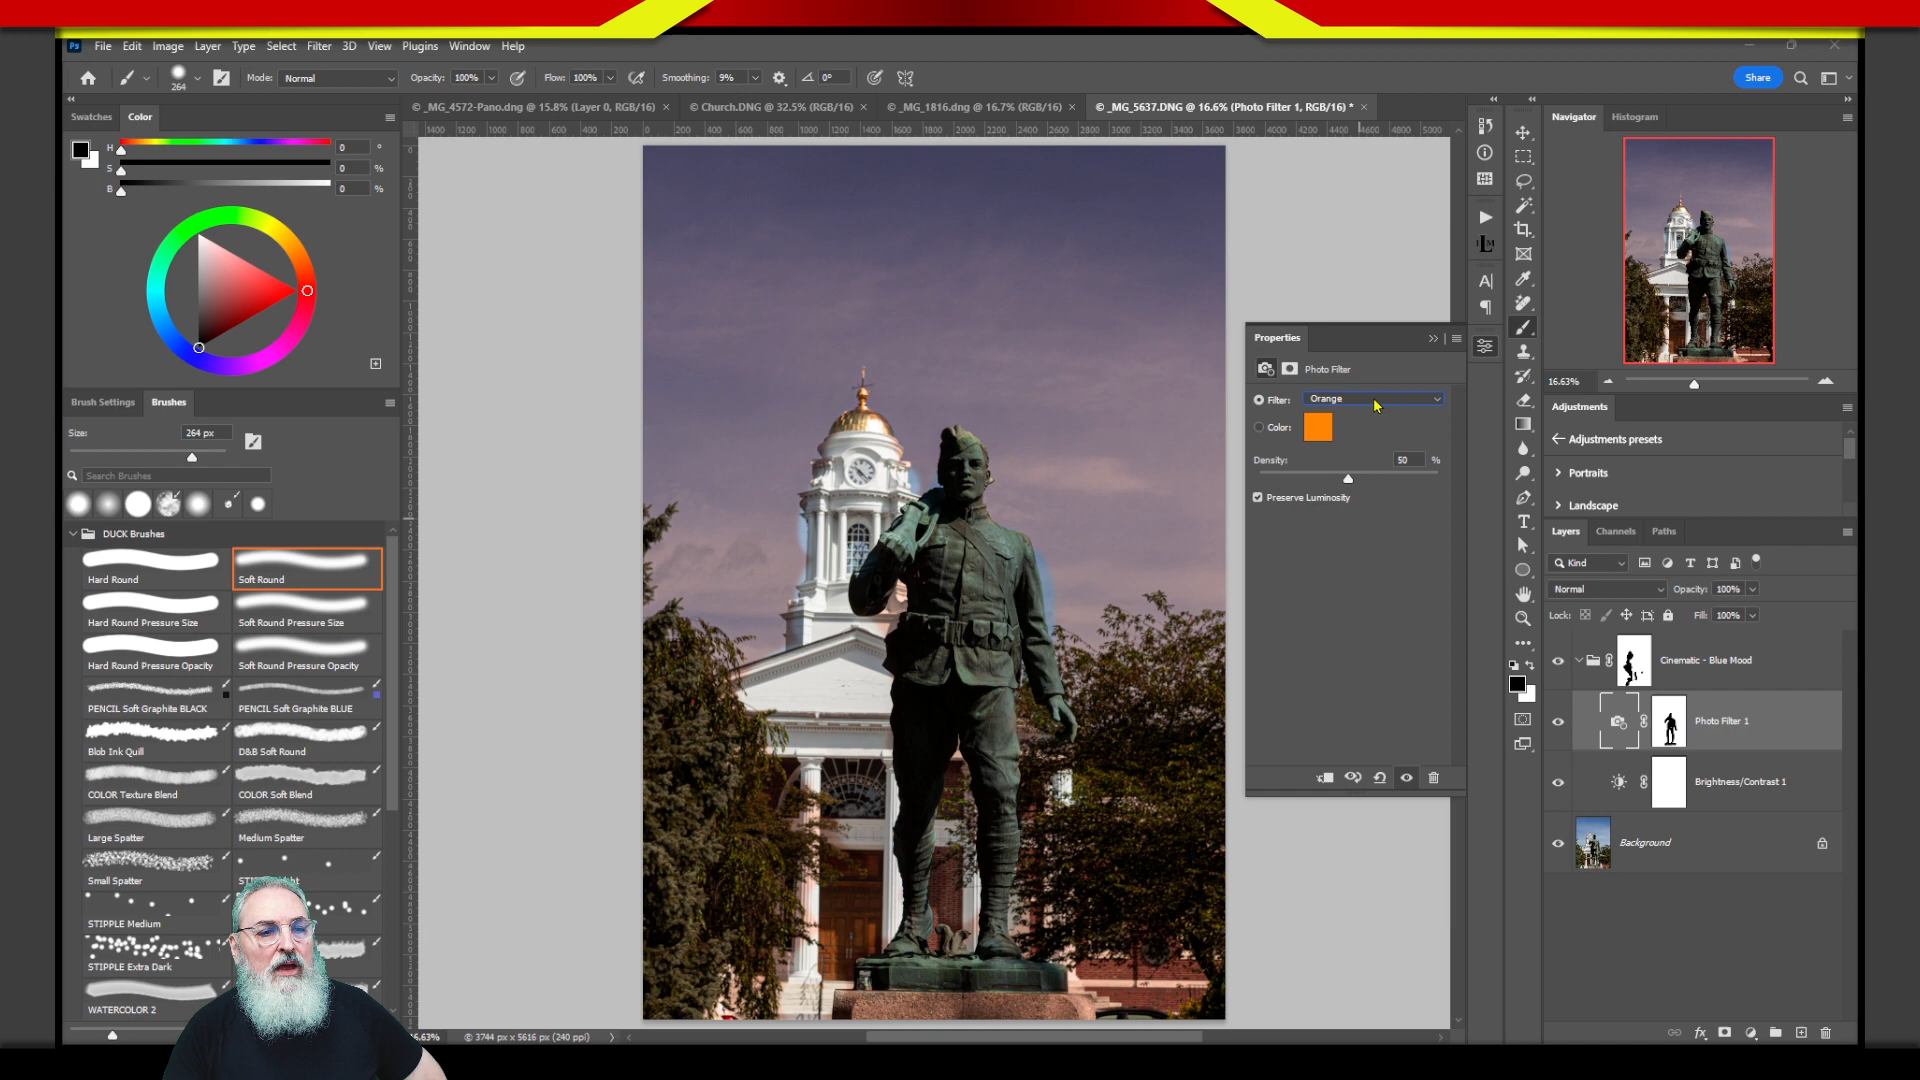 Ps File Edit Image Layer Type Select Filter 3D View Plugins Window Help
264 Mode: Normal Opacity: 100% Flow: 100% Smoothing: 9% 0° Share
© _MG_4572-Pano.dng @ 15.8% (Layer 0, RGB/16) × © Church.DNG @ 32.5% (RGB/16) × © _MG_1816.dng @ 16.7% (RGB/16) × © _MG_5637.DNG @ 16.6% (Photo Filter 1, RGB/16) * ×
Swatches Color
1400 1200 1000 800 600 400 200 0 200 400 600 800 1000 1200 1400 1600 1800 2000 2200 2400 2600 2800 3000 3200 3400 3600 3800 4000 4200 4400 4600 4800 5000
H 0 °
S 0 %
B 0 %
Brush Settings Brushes
Size: 264 px
Search Brushes
DUCK Brushes
Hard Round Soft Round
Hard Round Pressure Size Soft Round Pressure Size
Hard Round Pressure Opacity Soft Round Pressure Opacity
PENCIL Soft Graphite BLACK PENCIL Soft Graphite BLUE
Blob Ink Quill D&B Soft Round
COLOR Texture Blend COLOR Soft Blend
Large Spatter Medium Spatter
Small Spatter
STIPPLE Medium
STIPPLE Extra Dark
WATERCOLOR 2
© 3744 px x 5616 px (240 ppi)
Properties
Photo Filter
Filter: Orange
Color:
Density: 50 %
Preserve Luminosity
Navigator Histogram
16.63%
Adjustments
Adjustments presets
Portraits
Landscape
Layers Channels Paths
Kind
Normal Opacity: 100%
Lock: Fill: 100%
Cinematic - Blue Mood
Photo Filter 1
Brightness/Contrast 1
Background